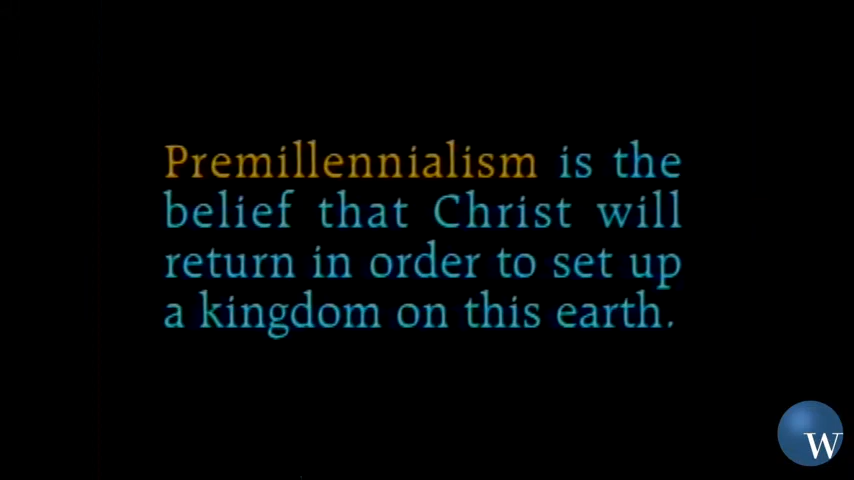 Premillennialism is the
belief that Christ will
return in order to set up
a kingdom on this earth.
W